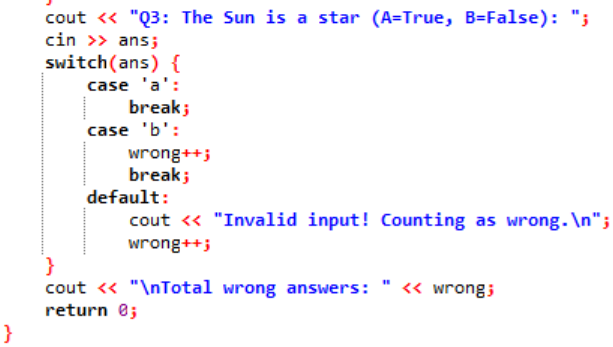 cout << "Q3: The Sun is a star (A=True, B=False): ";
cin >> ans;
switch(ans) {
case 'a':
break;
case 'b':
wrong++;
break;
default:
cout << "Invalid input! Counting as wrong.\n";
wrong++;
}
cout << "\nTotal wrong answers: " << wrong;
return 0;
}